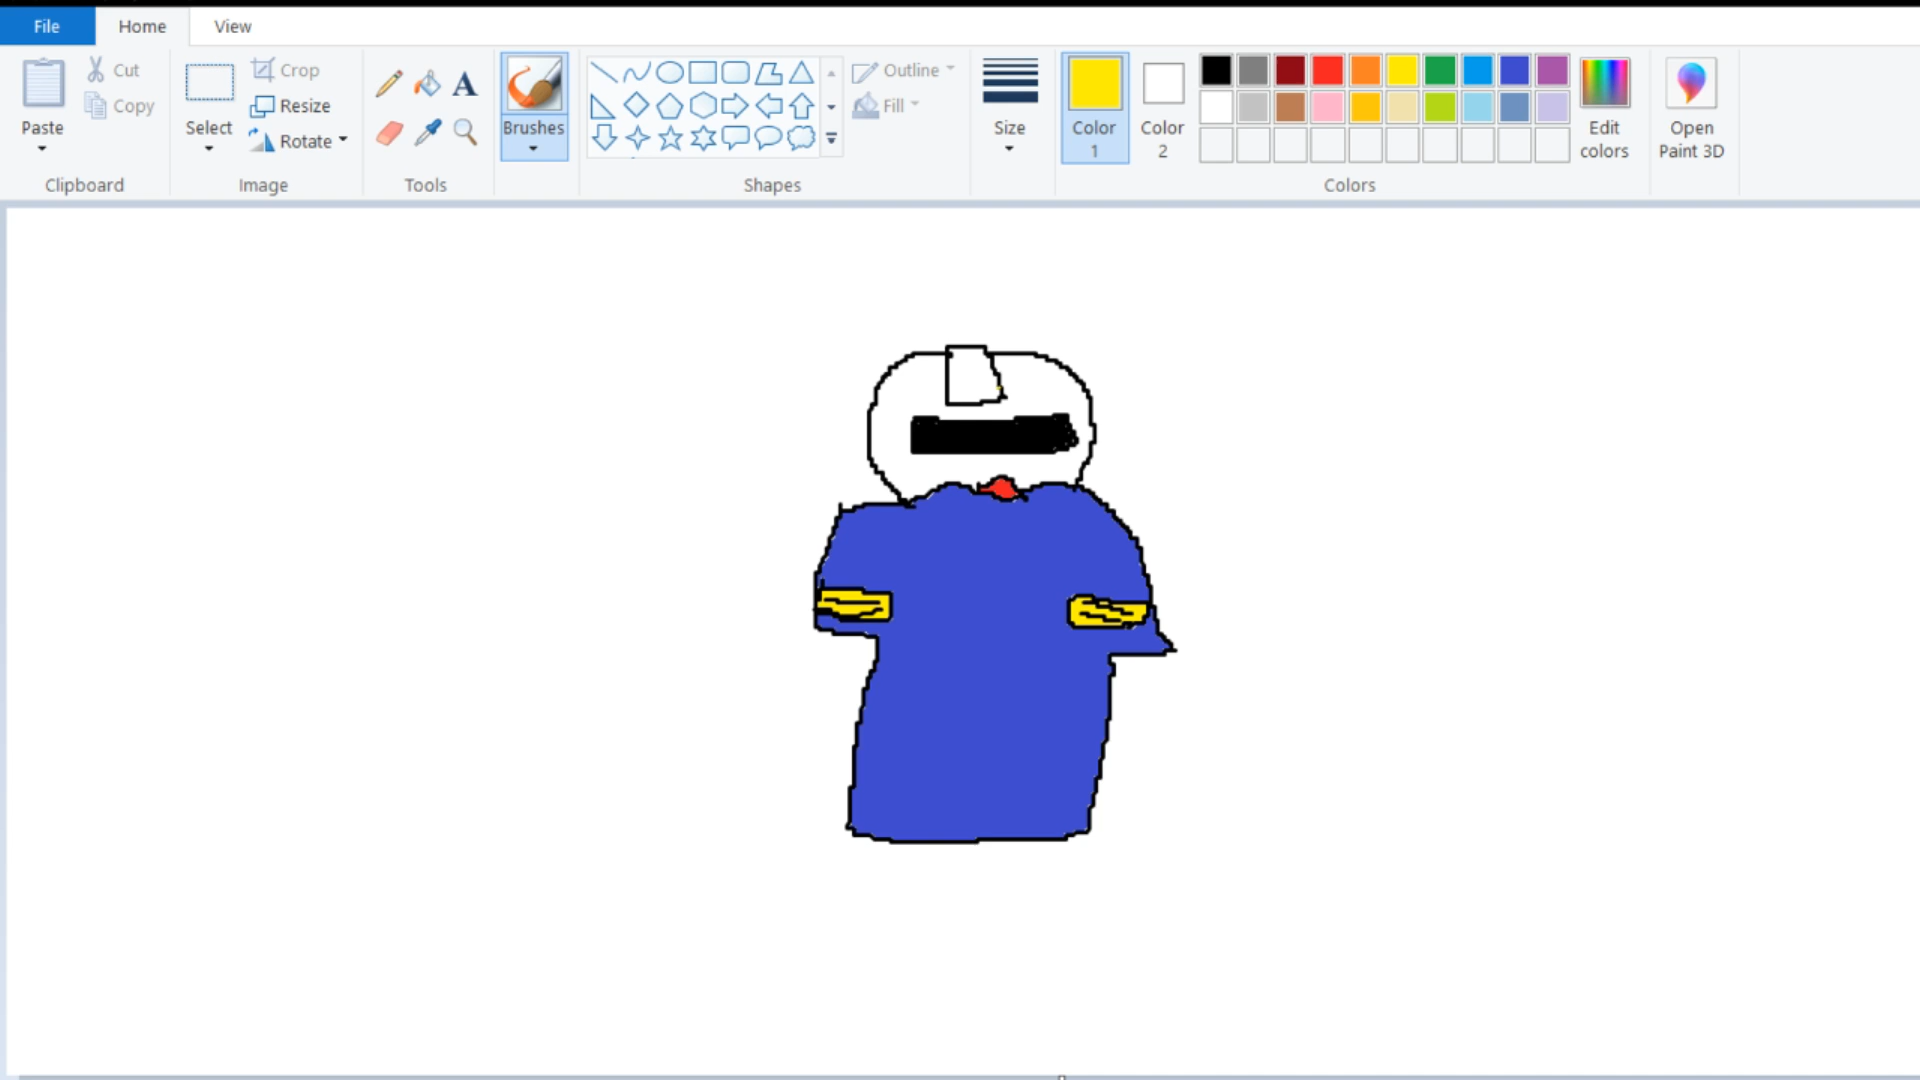 File Home View
Paste Cut Copy Select Crop Resize Rotate A Brushes Outline Fill Size Color 1 Color 2 Edit colors Open Paint 3D
Clipboard Image Tools Shapes Colors